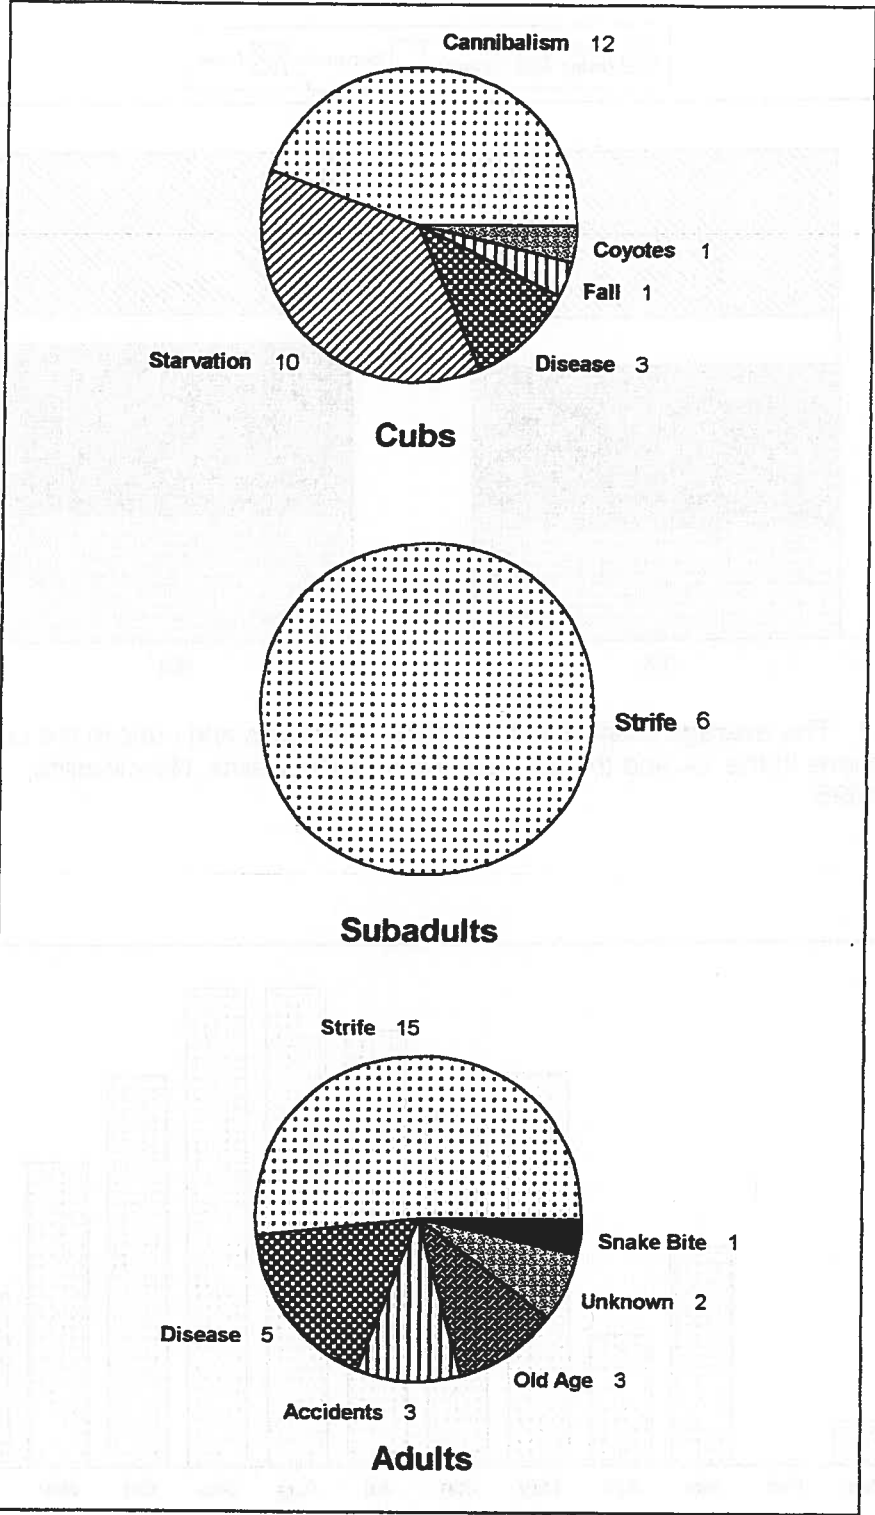 Cannibalism 12
Coyotes 1
Fall 1
Starvation 10
Disease 3
Cubs
Strife 6
Subadults
Strife 15
Snake Bite 1
Unknown 2
Disease 5
Old Age 3
Accidents 3
Adults